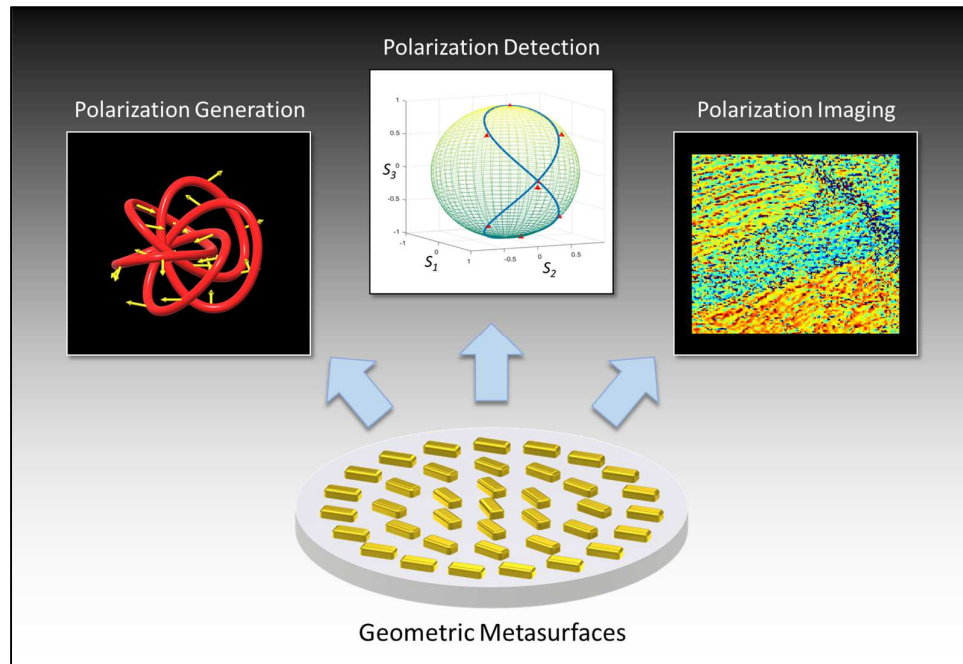 Polarization Detection
Polarization Generation
Polarization Imaging
1
0.5
0
-0.5
-1
S3
-1
0
1
S1
-0.5
0
0.5
S2
Geometric Metasurfaces